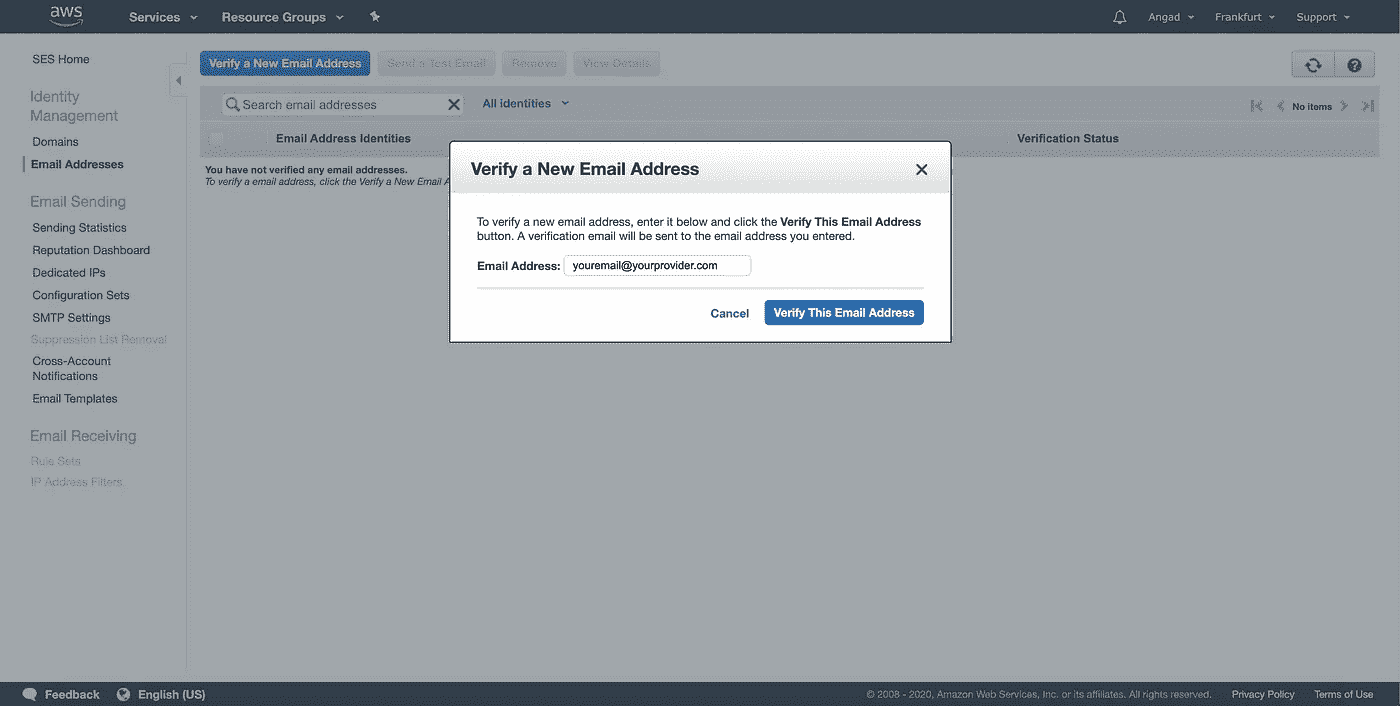 aws Services Resource Groups Angad Frankfurt Support
SES Home
Identity
Management
Domains
Email Addresses
Email Sending
Sending Statistics
Reputation Dashboard
Dedicated IPs
Configuration Sets
SMTP Settings
Suppression List Removal
Cross-Account
Notifications
Email Templates
Email Receiving
Rule Sets
IP Address Filters
Verify a New Email Address Send a Test Email Remove View Details
Search email addresses All identities No items
Email Address Identities Verification Status
You have not verified any email addresses.
To verify a email address, click the Verify a New Email A
Verify a New Email Address
To verify a new email address, enter it below and click the Verify This Email Address
button. A verification email will be sent to the email address you entered.
Email Address: youremail@yourprovider.com
Cancel Verify This Email Address
Feedback English (US) © 2008 - 2020, Amazon Web Services, Inc. or its affiliates. All rights reserved. Privacy Policy Terms of Use